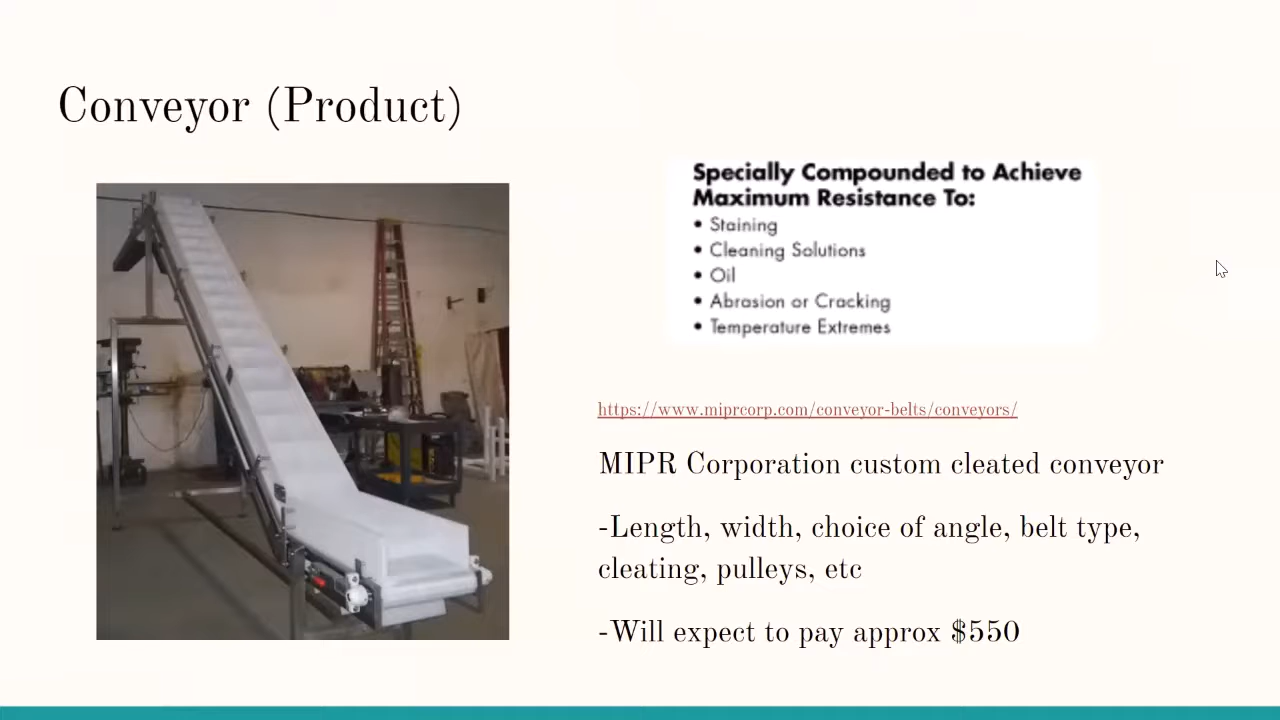 Conveyor (Product)
Specially Compounded to Achieve
Maximum Resistance To:
• Staining
• Cleaning Solutions
• Oil
• Abrasion or Cracking
• Temperature Extremes
https://www.miprcorp.com/conveyor-belts/conveyors/
MIPR Corporation custom cleated conveyor
-Length, width, choice of angle, belt type,
cleating, pulleys, etc
-Will expect to pay approx $550